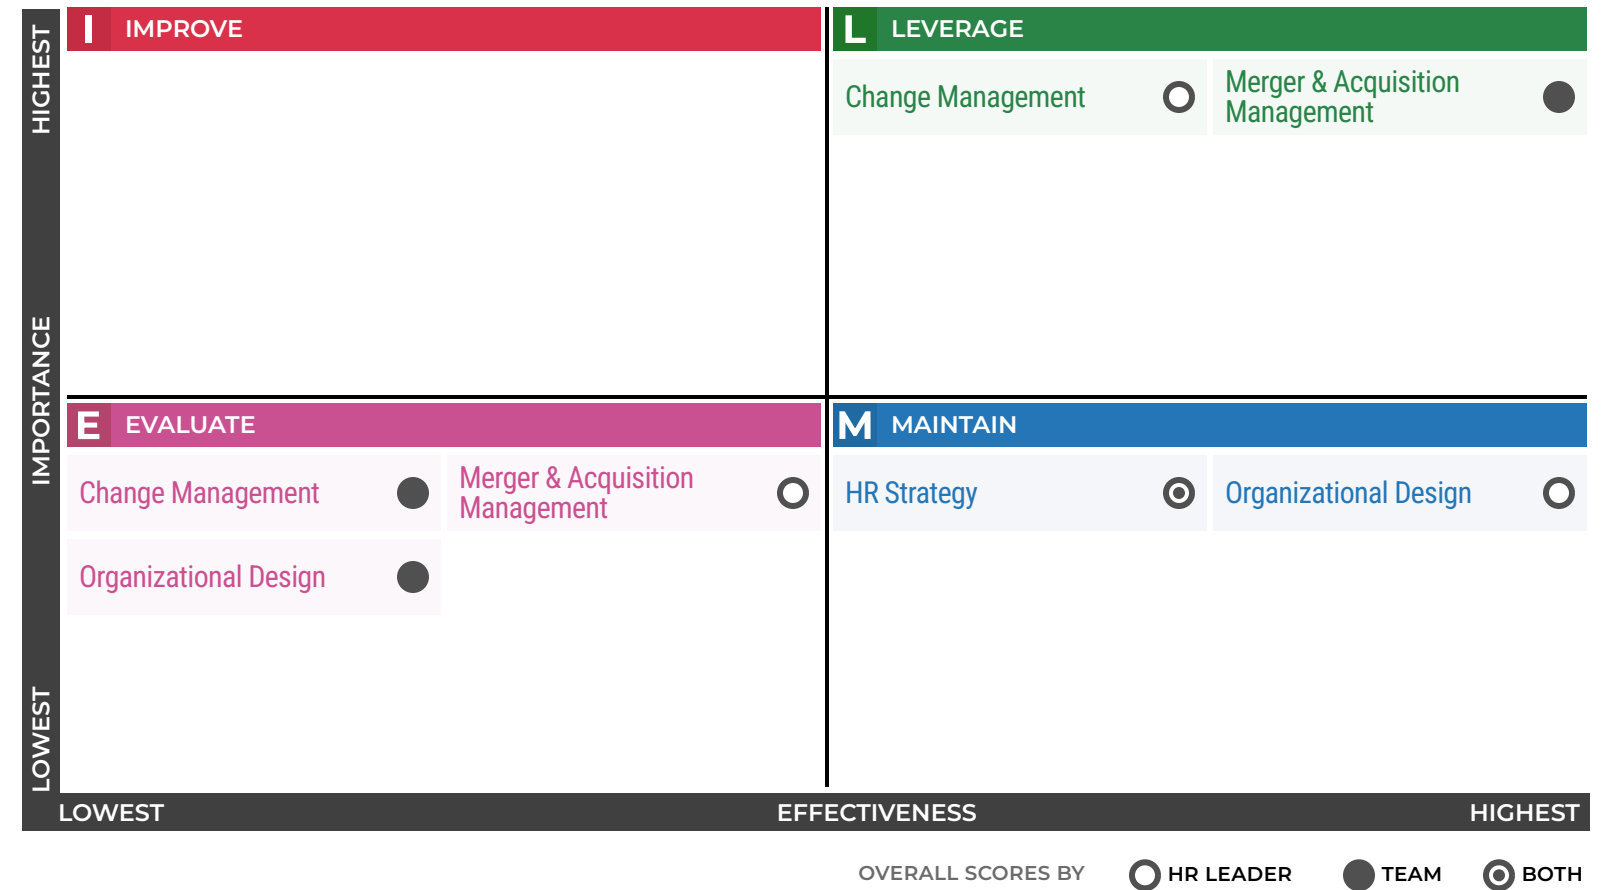 HIGHEST
IMPORTANCE
LOWEST
I IMPROVE
L LEVERAGE
Change Management
Merger & Acquisition
Management
E EVALUATE
Change Management
Merger & Acquisition
Management
Organizational Design
M MAINTAIN
HR Strategy
Organizational Design
LOWEST
EFFECTIVENESS
HIGHEST
OVERALL SCORES BY
HR LEADER
TEAM
BOTH